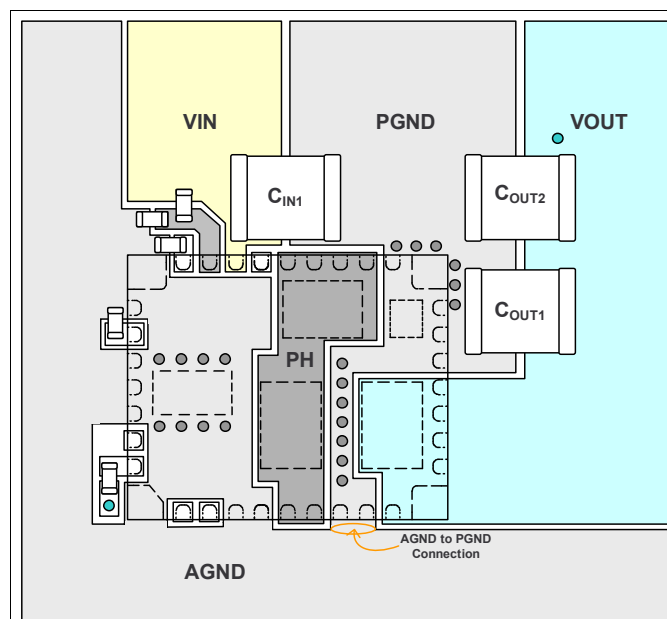 VIN
PGND
VOUT
CIN1
COUT2
COUT1
PH
AGND to PGND
Connection
AGND